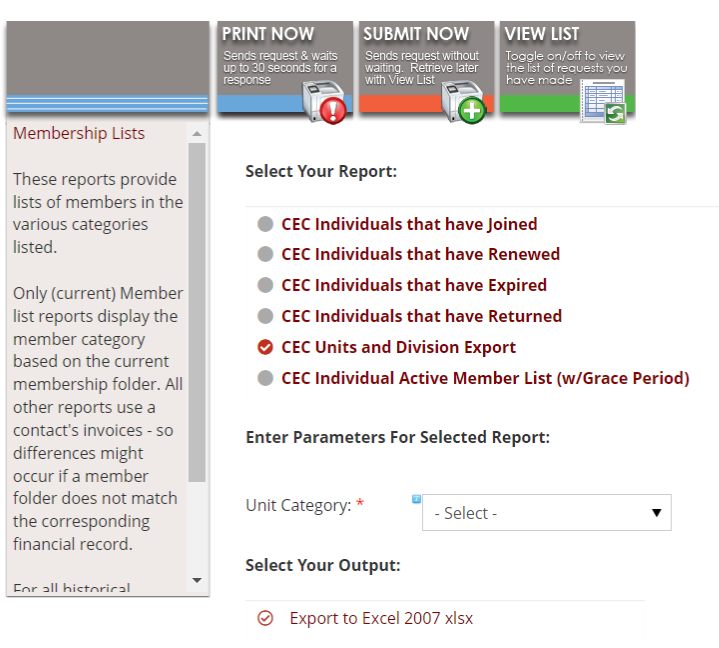 PRINT NOW
Sends request & waits
up to 30 seconds for a
response
SUBMIT NOW
Sends request without
waiting. Retrieve later
with View List
VIEW LIST
Toggle on/off to view
the list of requests you
have made
Membership Lists
These reports provide
lists of members in the
various categories
listed.
Only (current) Member
list reports display the
member category
based on the current
membership folder. All
other reports use a
contact's invoices - so
differences might
occur if a member
folder does not match
the corresponding
financial record.
For all historical
Select Your Report:
CEC Individuals that have Joined
CEC Individuals that have Renewed
CEC Individuals that have Expired
CEC Individuals that have Returned
CEC Units and Division Export
CEC Individual Active Member List (w/Grace Period)
Enter Parameters For Selected Report:
Unit Category: *
- Select -
Select Your Output:
Export to Excel 2007 xlsx